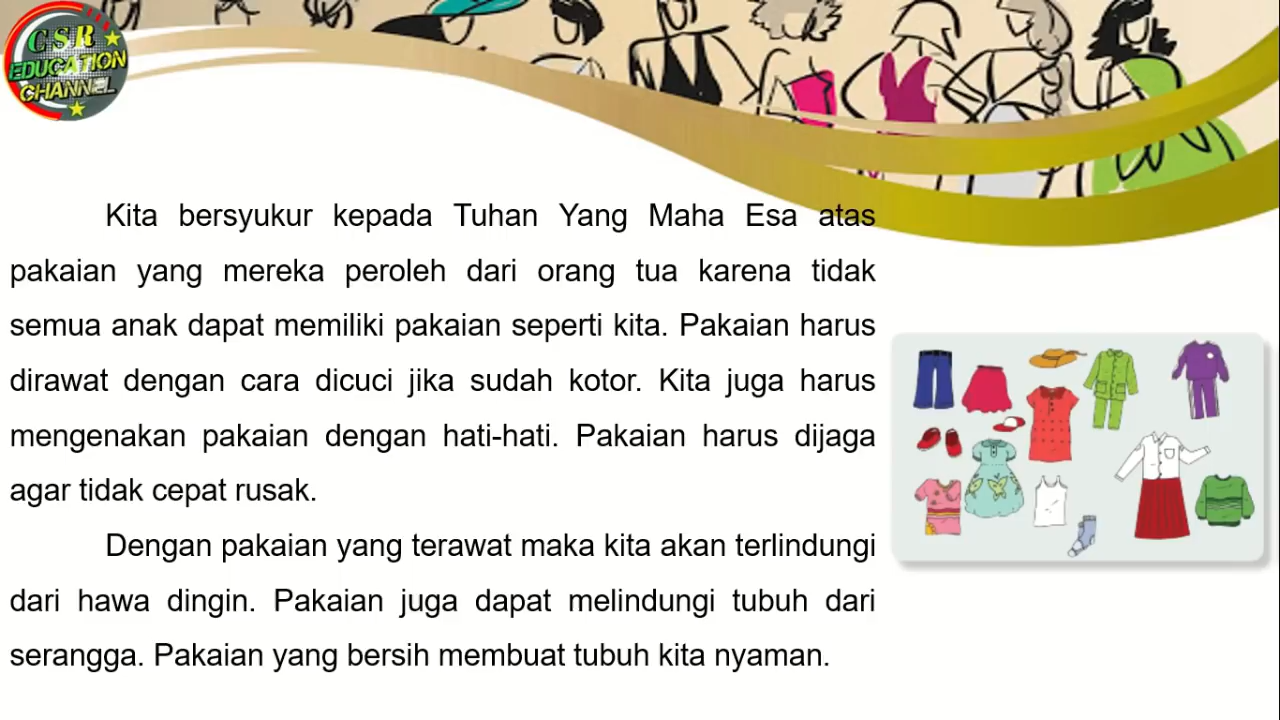 CSR
EDUCATION
CHANNEL
Kita bersyukur kepada Tuhan Yang Maha Esa atas
pakaian yang mereka peroleh dari orang tua karena tidak
semua anak dapat memiliki pakaian seperti kita. Pakaian harus
dirawat dengan cara dicuci jika sudah kotor. Kita juga harus
mengenakan pakaian dengan hati-hati. Pakaian harus dijaga
agar tidak cepat rusak.
Dengan pakaian yang terawat maka kita akan terlindungi
dari hawa dingin. Pakaian juga dapat melindungi tubuh dari
serangga. Pakaian yang bersih membuat tubuh kita nyaman.